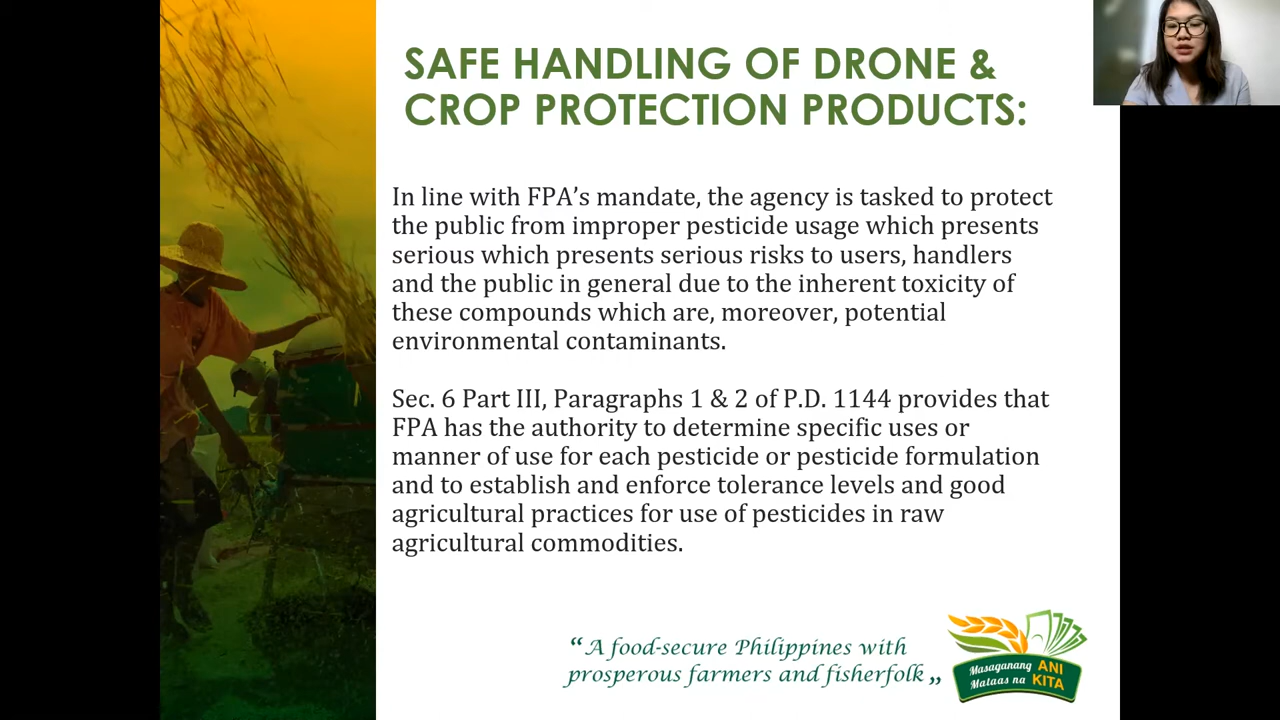 SAFE HANDLING OF DRONE &
CROP PROTECTION PRODUCTS:
In line with FPA’s mandate, the agency is tasked to protect
the public from improper pesticide usage which presents
serious which presents serious risks to users, handlers
and the public in general due to the inherent toxicity of
these compounds which are, moreover, potential
environmental contaminants.
Sec. 6 Part III, Paragraphs 1 & 2 of P.D. 1144 provides that
FPA has the authority to determine specific uses or
manner of use for each pesticide or pesticide formulation
and to establish and enforce tolerance levels and good
agricultural practices for use of pesticides in raw
agricultural commodities.
“A food-secure Philippines with
prosperous farmers and fisherfolk„
Masaganang ANI
Mataas na KITA